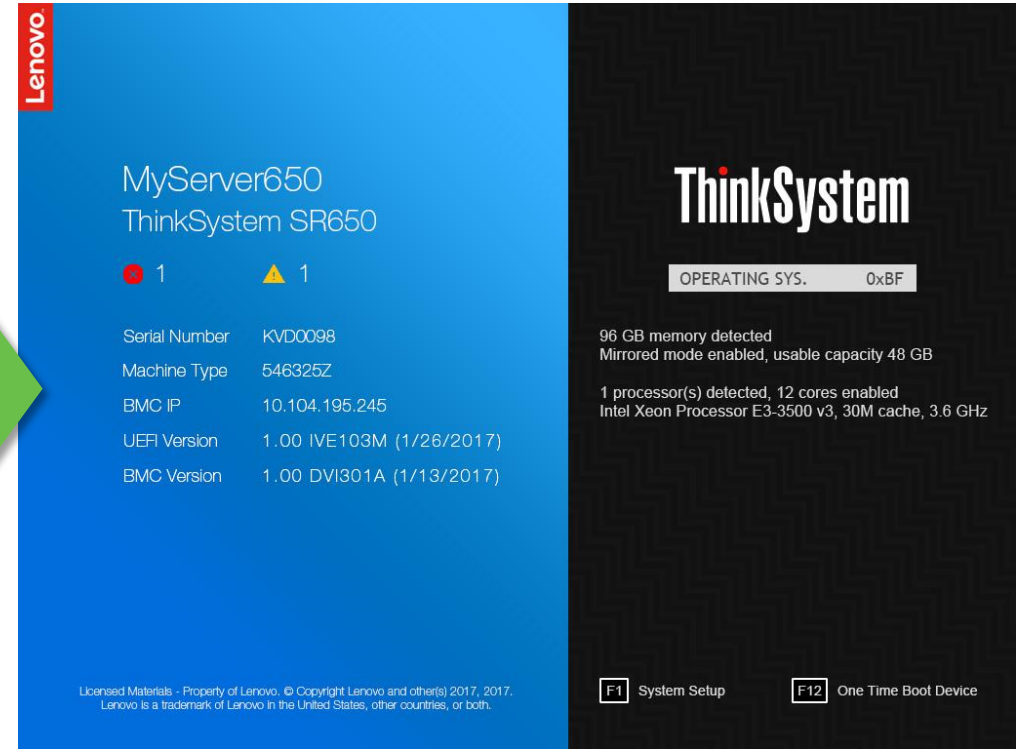 Lenovo.
MyServer650
ThinkSystem SR650
1 1
Serial Number KVD0098
Machine Type 546325Z
BMC IP 10.104.195.245
UEFI Version 1.00 IVE103M (1/26/2017)
BMC Version 1.00 DVI301A (1/13/2017)
Licensed Materials - Property of Lenovo. © Copyright Lenovo and other(s) 2017, 2017.
Lenovo is a trademark of Lenovo in the United States, other countries, or both.
ThinkSystem
OPERATING SYS. 0xBF
96 GB memory detected
Mirrored mode enabled, usable capacity 48 GB
1 processor(s) detected, 12 cores enabled
Intel Xeon Processor E3-3500 v3, 30M cache, 3.6 GHz
F1 System Setup F12 One Time Boot Device